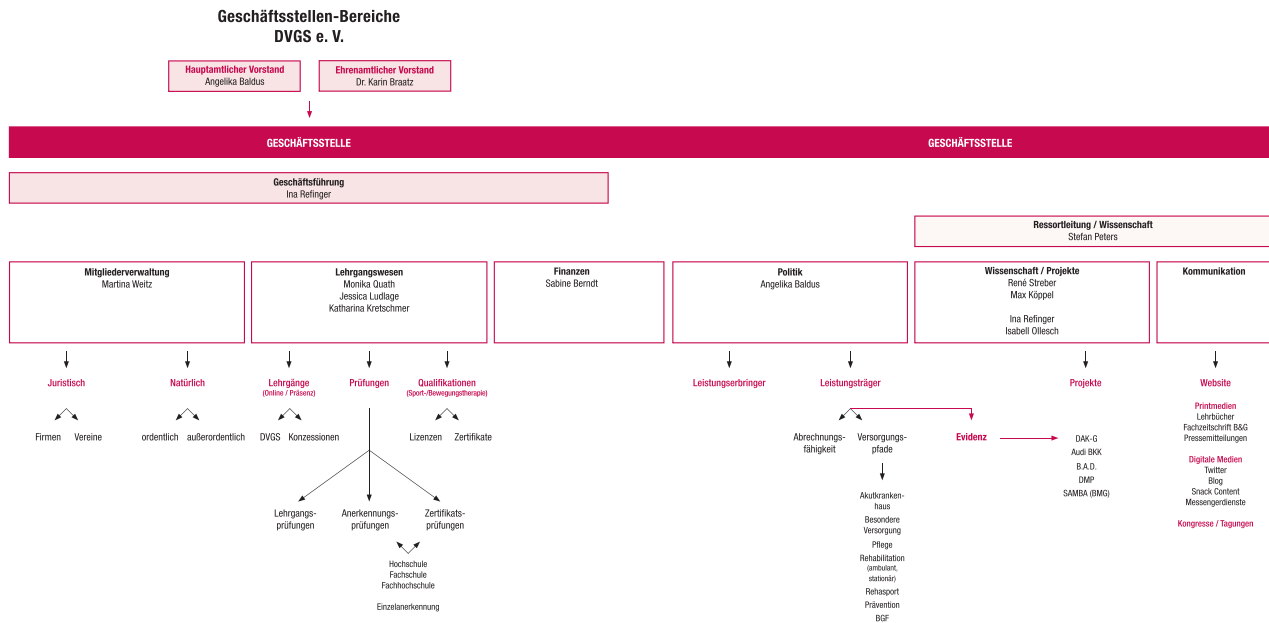 Geschäftsstellen-Bereiche
DVGS e. V.
Hauptamtlicher Vorstand
Angelika Baldus
Ehrenamtlicher Vorstand
Dr. Karin Braatz
GESCHÄFTSSTELLE
GESCHÄFTSSTELLE
Geschäftsführung
Ina Refinger
Ressortleitung / Wissenschaft
Stefan Peters
Mitgliederverwaltung
Martina Weitz
Lehrgangswesen
Monika Quath
Jessica Ludlage
Katharina Kretschmer
Finanzen
Sabine Berndt
Politik
Angelika Baldus
Wissenschaft / Projekte
René Streber
Max Köppel
Ina Refinger
Isabell Ollesch
Kommunikation
Juristisch
Firmen
Vereine
Natürlich
ordentlich
außerordentlich
Lehrgänge
(Online / Präsenz)
DVGS
Konzessionen
Prüfungen
Lehrgangs-
prüfungen
Anerkennungs-
prüfungen
Zertifikats-
prüfungen
Hochschule
Fachschule
Fachhochschule
Einzelanerkennung
Qualifikationen
(Sport-/Bewegungstherapie)
Lizenzen
Zertifikate
Leistungserbringer
Leistungsträger
Abrechnungs-
fähigkeit
Versorgungs-
pfade
Akutkranken-
haus
Besondere
Versorgung
Pflege
Rehabilitation
(ambulant,
stationär)
Rehasport
Prävention
BGF
Evidenz
Projekte
DAK-G
Audi BKK
B.A.D.
DMP
SAMBA (BMG)
Website
Printmedien
Lehrbücher
Fachzeitschrift B&G
Pressemitteilungen
Digitale Medien
Twitter
Blog
Snack Content
Messengerdienste
Kongresse / Tagungen